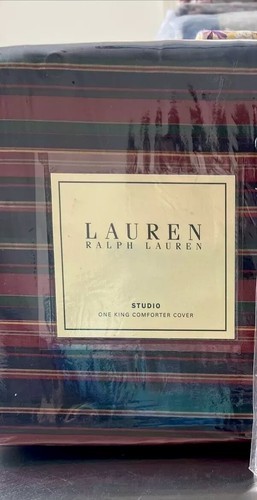 LAUREN
RALPH LAUREN
STUDIO
ONE KING COMFORTER COVER